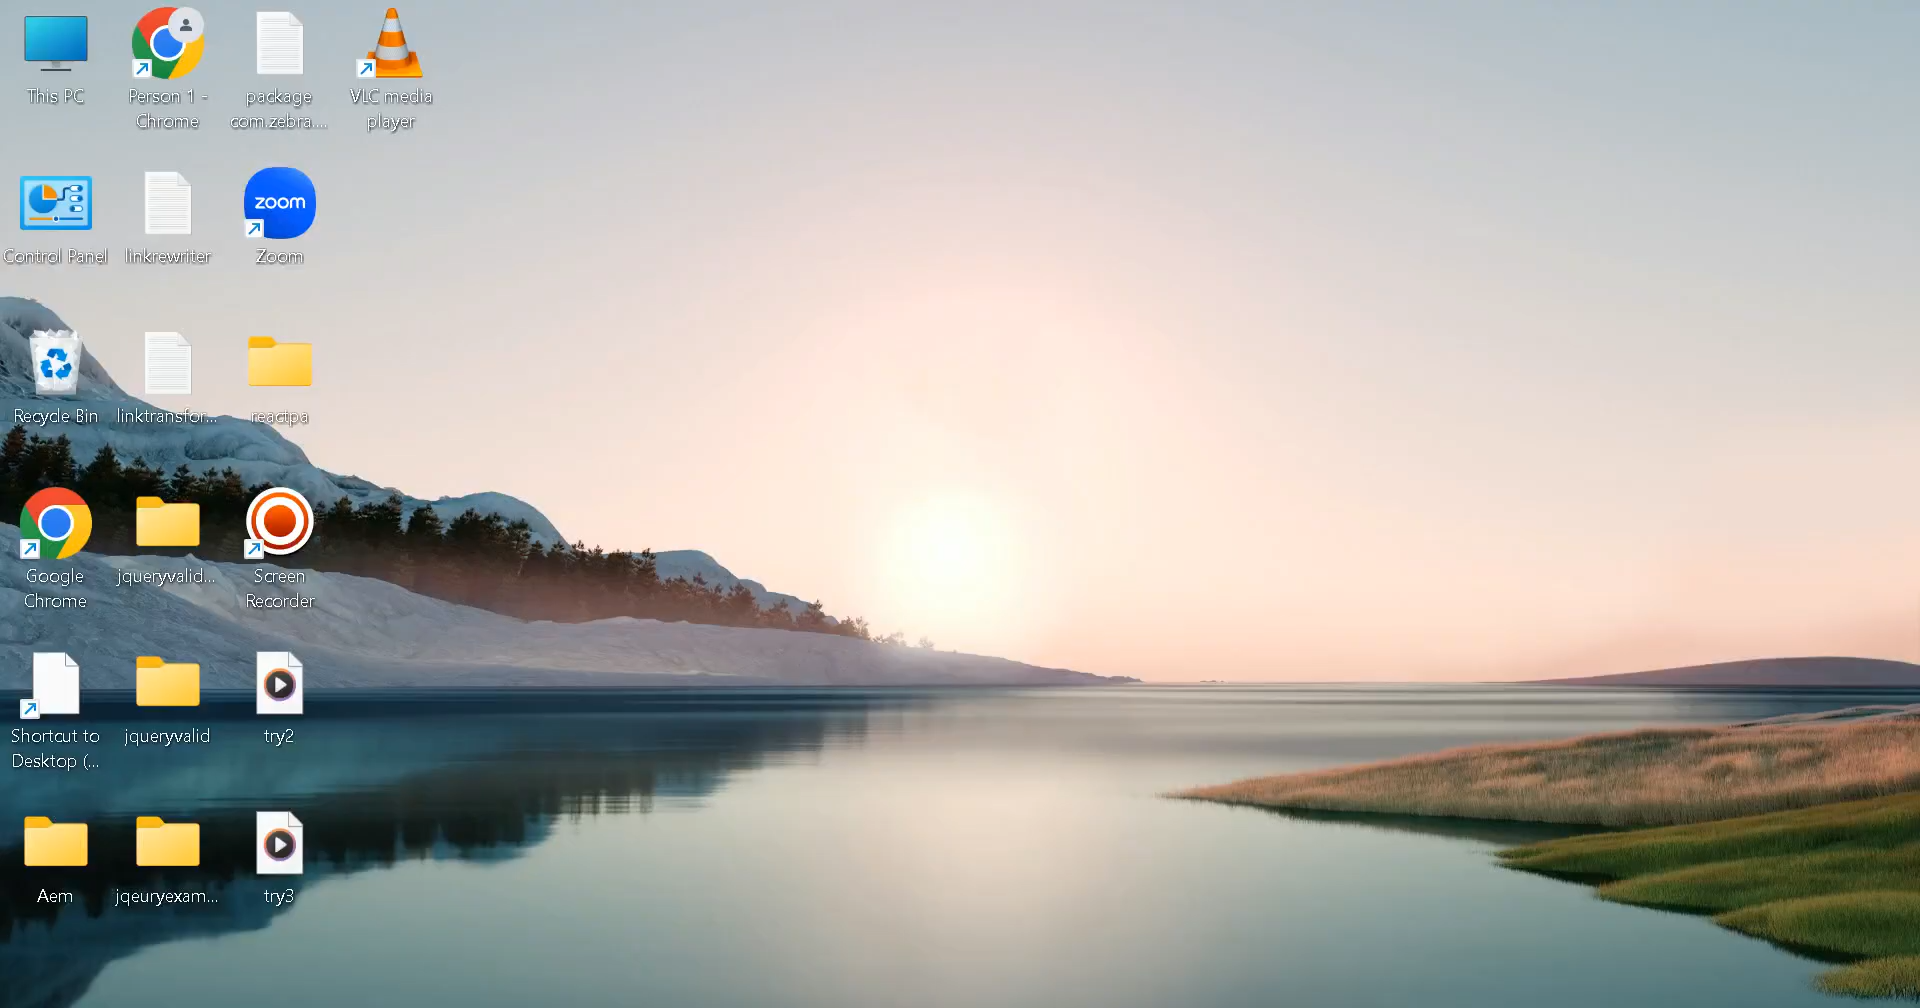 This PC
Person 1 -
Chrome
package
com.zebra....
VLC media
player
Control Panel
linkrewriter
zoom
Zoom
Recycle Bin
linktransfor...
reactpa
Google
Chrome
jqueryvalid...
Screen
Recorder
Shortcut to
Desktop (...
jqueryvalid
try2
Aem
jqeuryexam...
try3